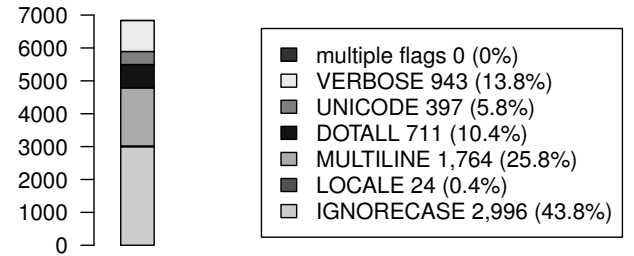 7000
6000
5000
4000
3000
2000
1000
0
multiple flags 0 (0%)
VERBOSE 943 (13.8%)
UNICODE 397 (5.8%)
DOTALL 711 (10.4%)
MULTILINE 1,764 (25.8%)
LOCALE 24 (0.4%)
IGNORECASE 2,996 (43.8%)